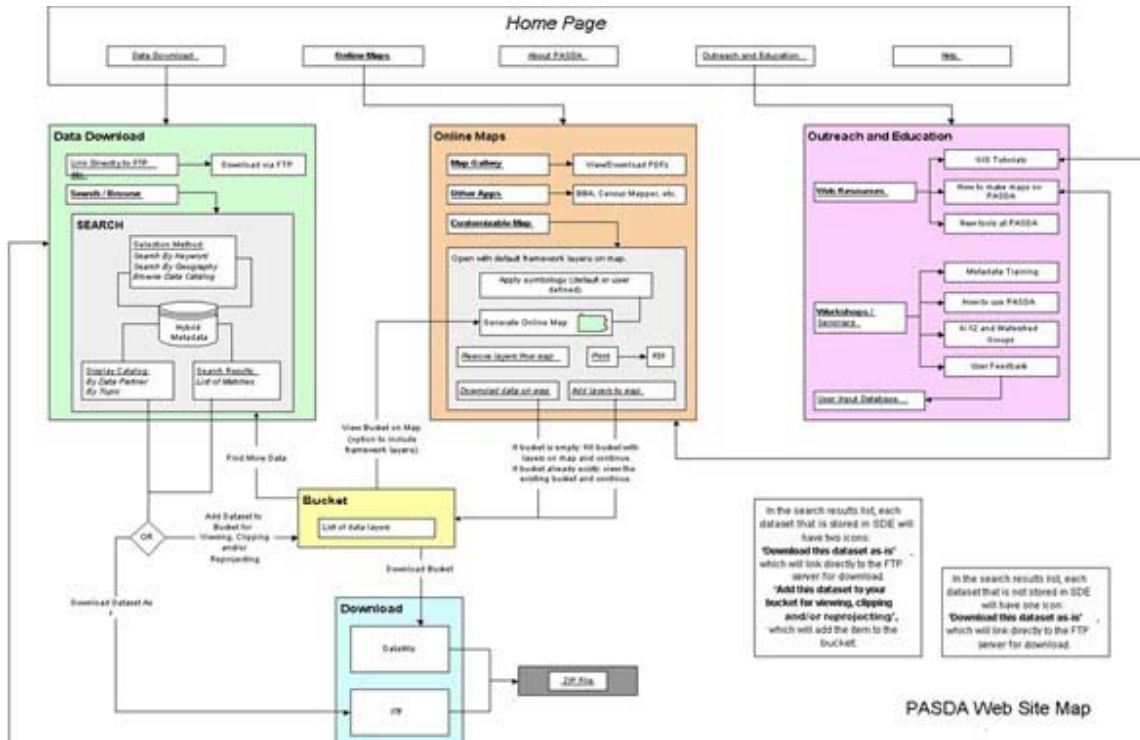 Home Page
Data Download
Online Maps
About PASDA
Outreach and Education
Help
Data Download
Link Directly to FTP
Download via FTP
Search / Browse
SEARCH
Selection Method:
Search By Keyword
Search By Geography
Browse Data Catalog
Hybrid
Metadata
Display Catalog:
By Data Partner
By Topic
Search Results:
List of Matches
Online Maps
Map Gallery
View/Download PDFs
Other Apps
BBA, Census Mapper, etc.
Customizable Map
Open with default framework layers on map.
Apply symbology (default or user
defined)
Generate Online Map
Remove layers from map
Print
PDF
Download data on map
Add layers to map
Outreach and Education
Web Resources
GIS Tutorials
How to make maps on
PASDA
New tools at PASDA
Workshops /
Seminars
Metadata Training
How to use PASDA
K-12 and Watershed
Groups
User Feedback
User Input Database
Find More Data
View Bucket on Map
(option to include
framework layers)
If bucket is empty: fill bucket with
layers on map and continue.
If bucket already exists: view the
existing bucket and continue.
Bucket
List of data layers
OR
Add Dataset to
Bucket for
Viewing, Clipping
and/or
Reprojecting
Download Dataset As
Download Bucket
Download
FTP
ZIP File
In the search results list, each
dataset that is stored in SDE will
have two icons:
'Download this dataset as-is',
which will link directly to the FTP
server for download.
'Add this dataset to your
bucket for viewing, clipping
and/or reprojecting',
which will add the item to the
bucket.
In the search results list, each
dataset that is not stored in SDE
will have one icon:
'Download this dataset as-is',
which will link directly to the FTP
server for download.
PASDA Web Site Map